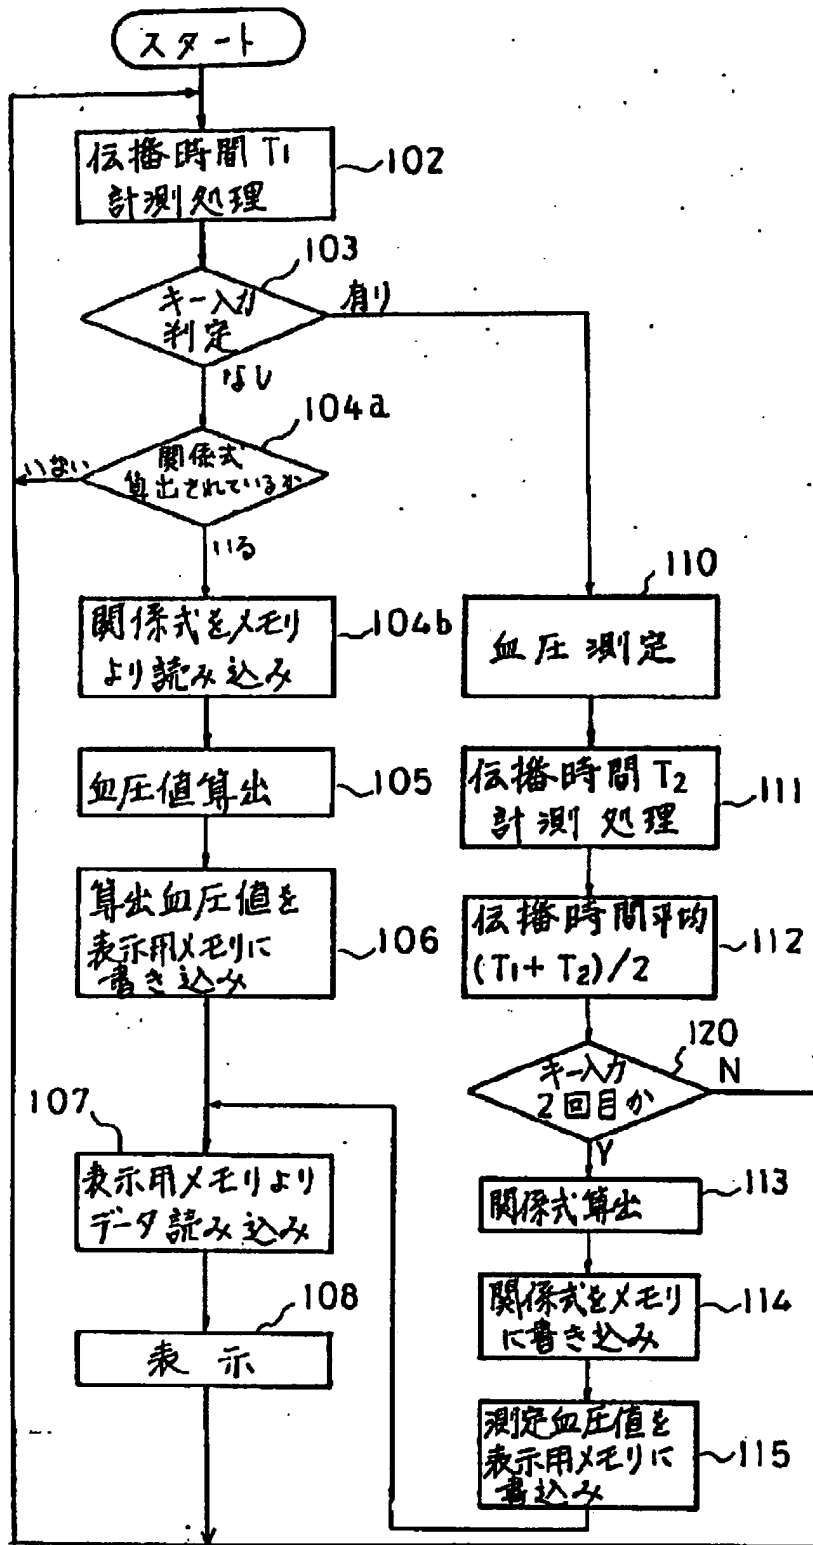 スタート
伝播時間 T1
計測処理
102
103
キー入力
判定
有り
なし
104a
関係式
算出されているか
いない
いる
関係式をメモリ
より読み込み
104b
血圧値算出
105
算出血圧値を
表示用メモリに
書き込み
106
107
表示用メモリより
データ読み込み
108
表示
110
血圧測定
伝播時間 T2
計測処理
111
伝播時間平均
(T1+T2)/2
112
120
キー入力
2回目か
N
Y
関係式算出
113
関係式をメモリ
に書き込み
114
測定血圧値を
表示用メモリに
書込み
115